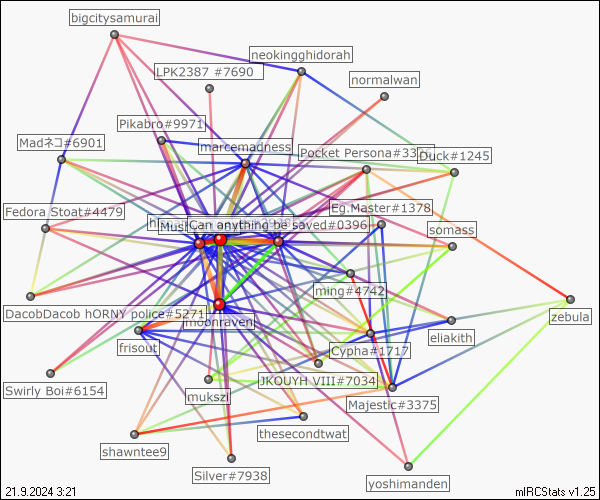 bigcitysamurai
neokingghidorah
LPK2387 #7690
normalwan
Pikabro#9971
Madネコ#6901
marcemadness
Pocket Persona#33
Duck#1245
Fedora Stoat#4479
Eg.Master#1378
Can anything be saved#0396
somass
ming#4742
DacobDacob hORNY police#5271
moonraven
zebula
eliakith
frisout
Cypha#1717
JKOUYH VIII#7034
Swirly Boi#6154
mukszi
Majestic#3375
thesecondtwat
shawntee9
Silver#7938
yoshimanden
21.9.2024 3:21
mIRCStats v1.25